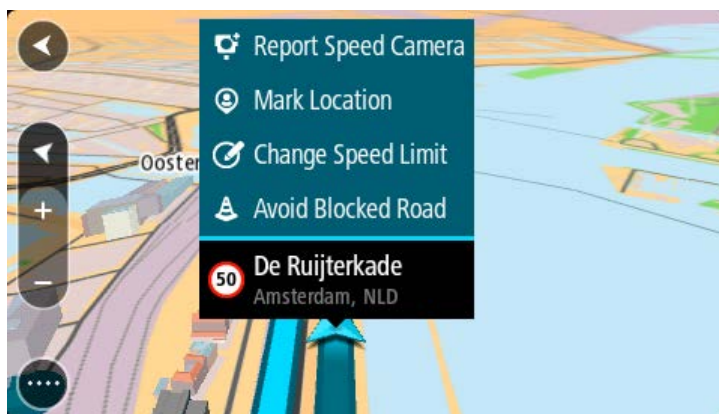 Report Speed Camera
Mark Location
Ooster
Change Speed Limit
+
Avoid Blocked Road
50
De Ruijterkade
Amsterdam, NLD